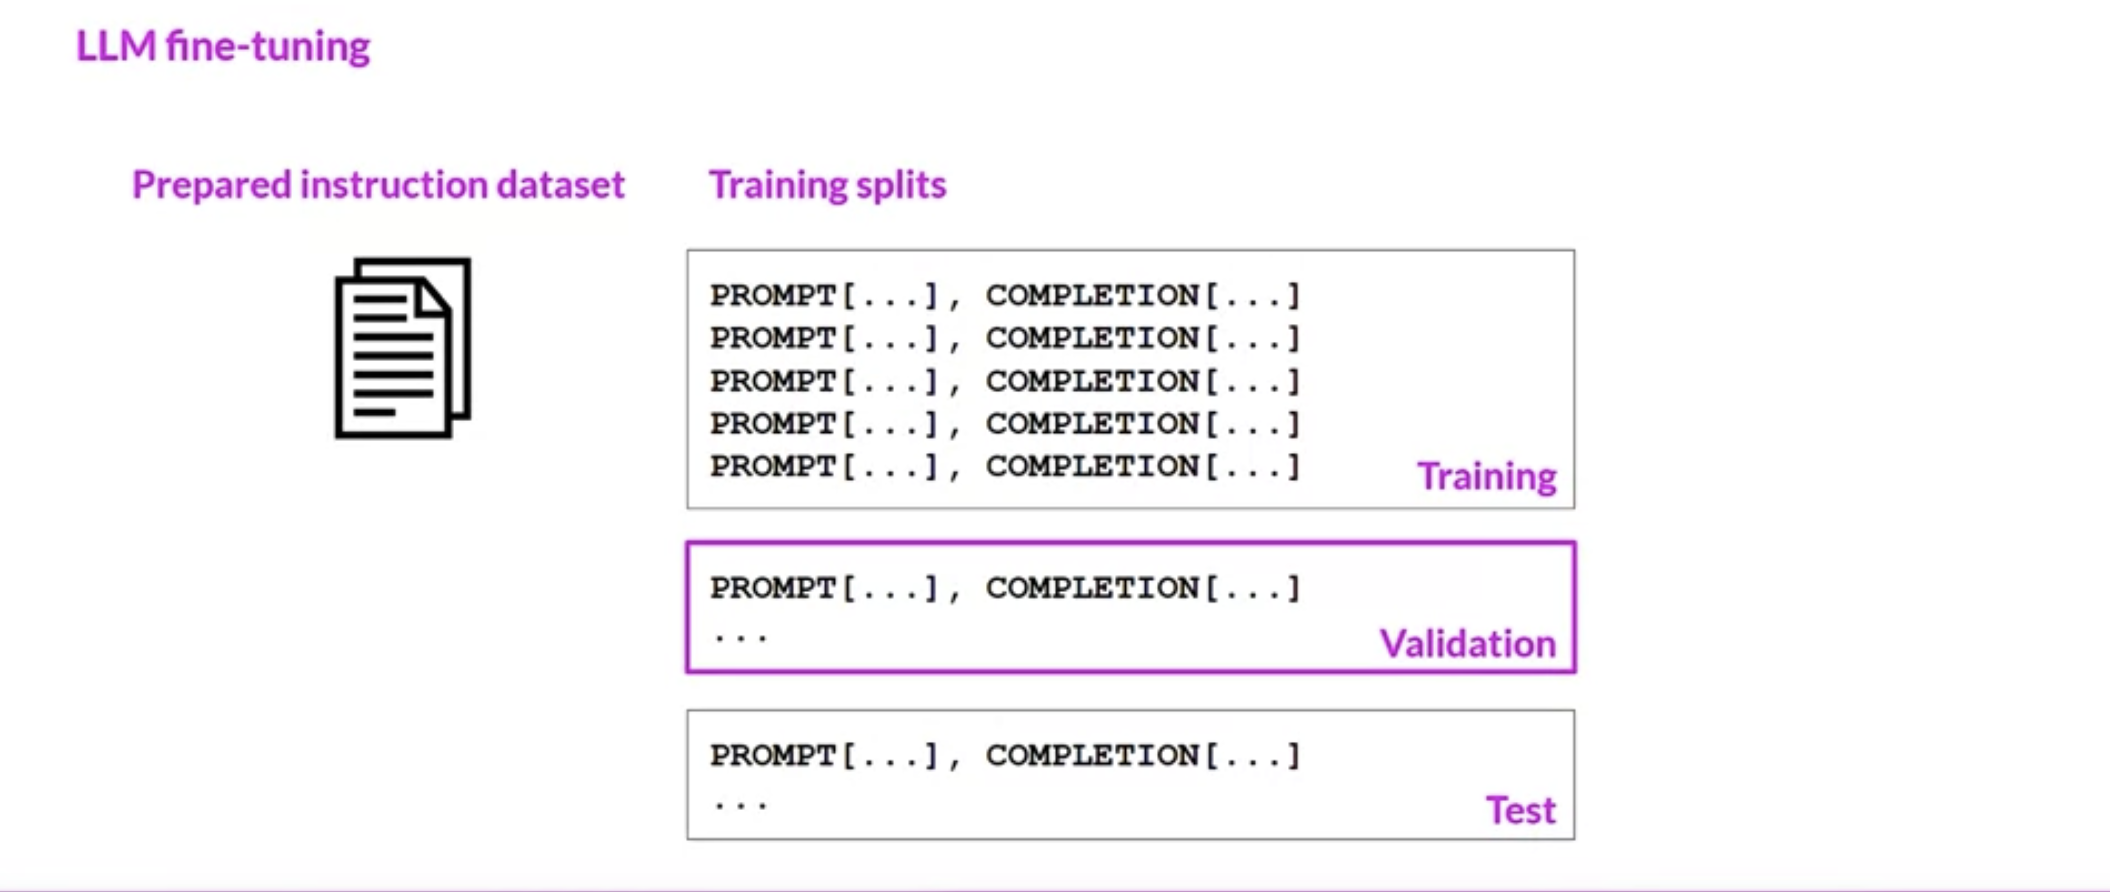 LLM fine-tuning
Prepared instruction dataset
Training splits
PROMPT[...], COMPLETION[...]
PROMPT[...], COMPLETION[...]
PROMPT[...], COMPLETION[...]
PROMPT[...], COMPLETION[...]
PROMPT[...], COMPLETION[...]
Training
PROMPT[...], COMPLETION[...]
...
Validation
PROMPT[...], COMPLETION[...]
...
Test